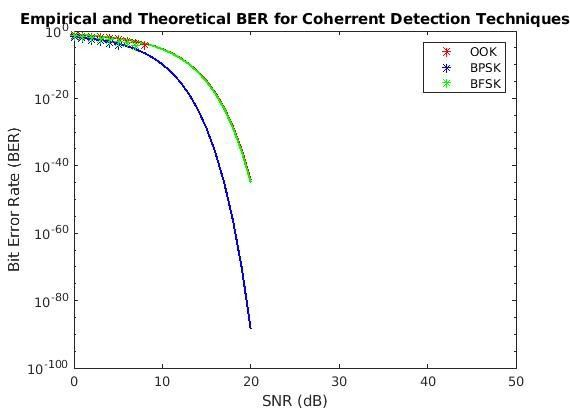 Empirical and Theoretical BER for Coherrent Detection Techniques
10^0
10^-20
10^-40
10^-60
10^-80
10^-100
Bit Error Rate (BER)
OOK
BPSK
BFSK
0 10 20 30 40 50
SNR (dB)